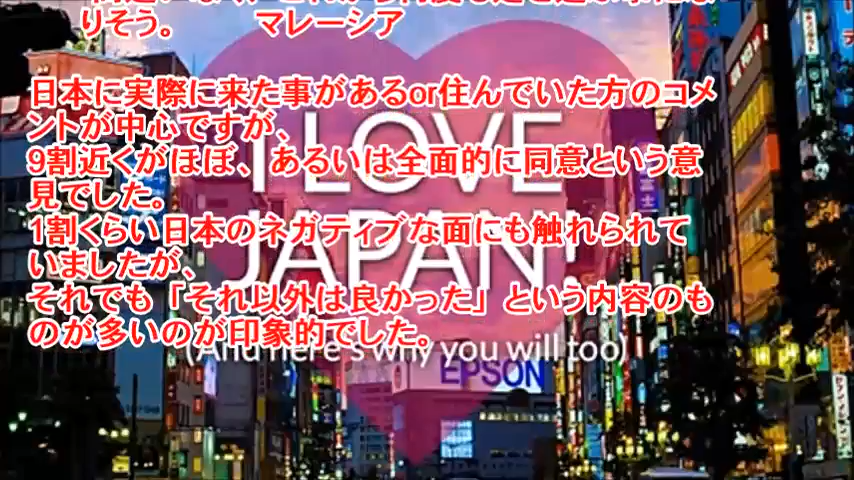 りそう。 マレーシア
日本に実際に来た事があるor住んでいた方のコメ
ントが中心ですが、
9割近くがほぼ、あるいは全面的に同意という意
見でした。
1割くらい日本のネガティブな面にも触れられて
いましたが、
それでも「それ以外は良かった」という内容のも
のが多いのが印象的でした。
I LOVE
JAPAN!
(And here's why you will too)
EPSON